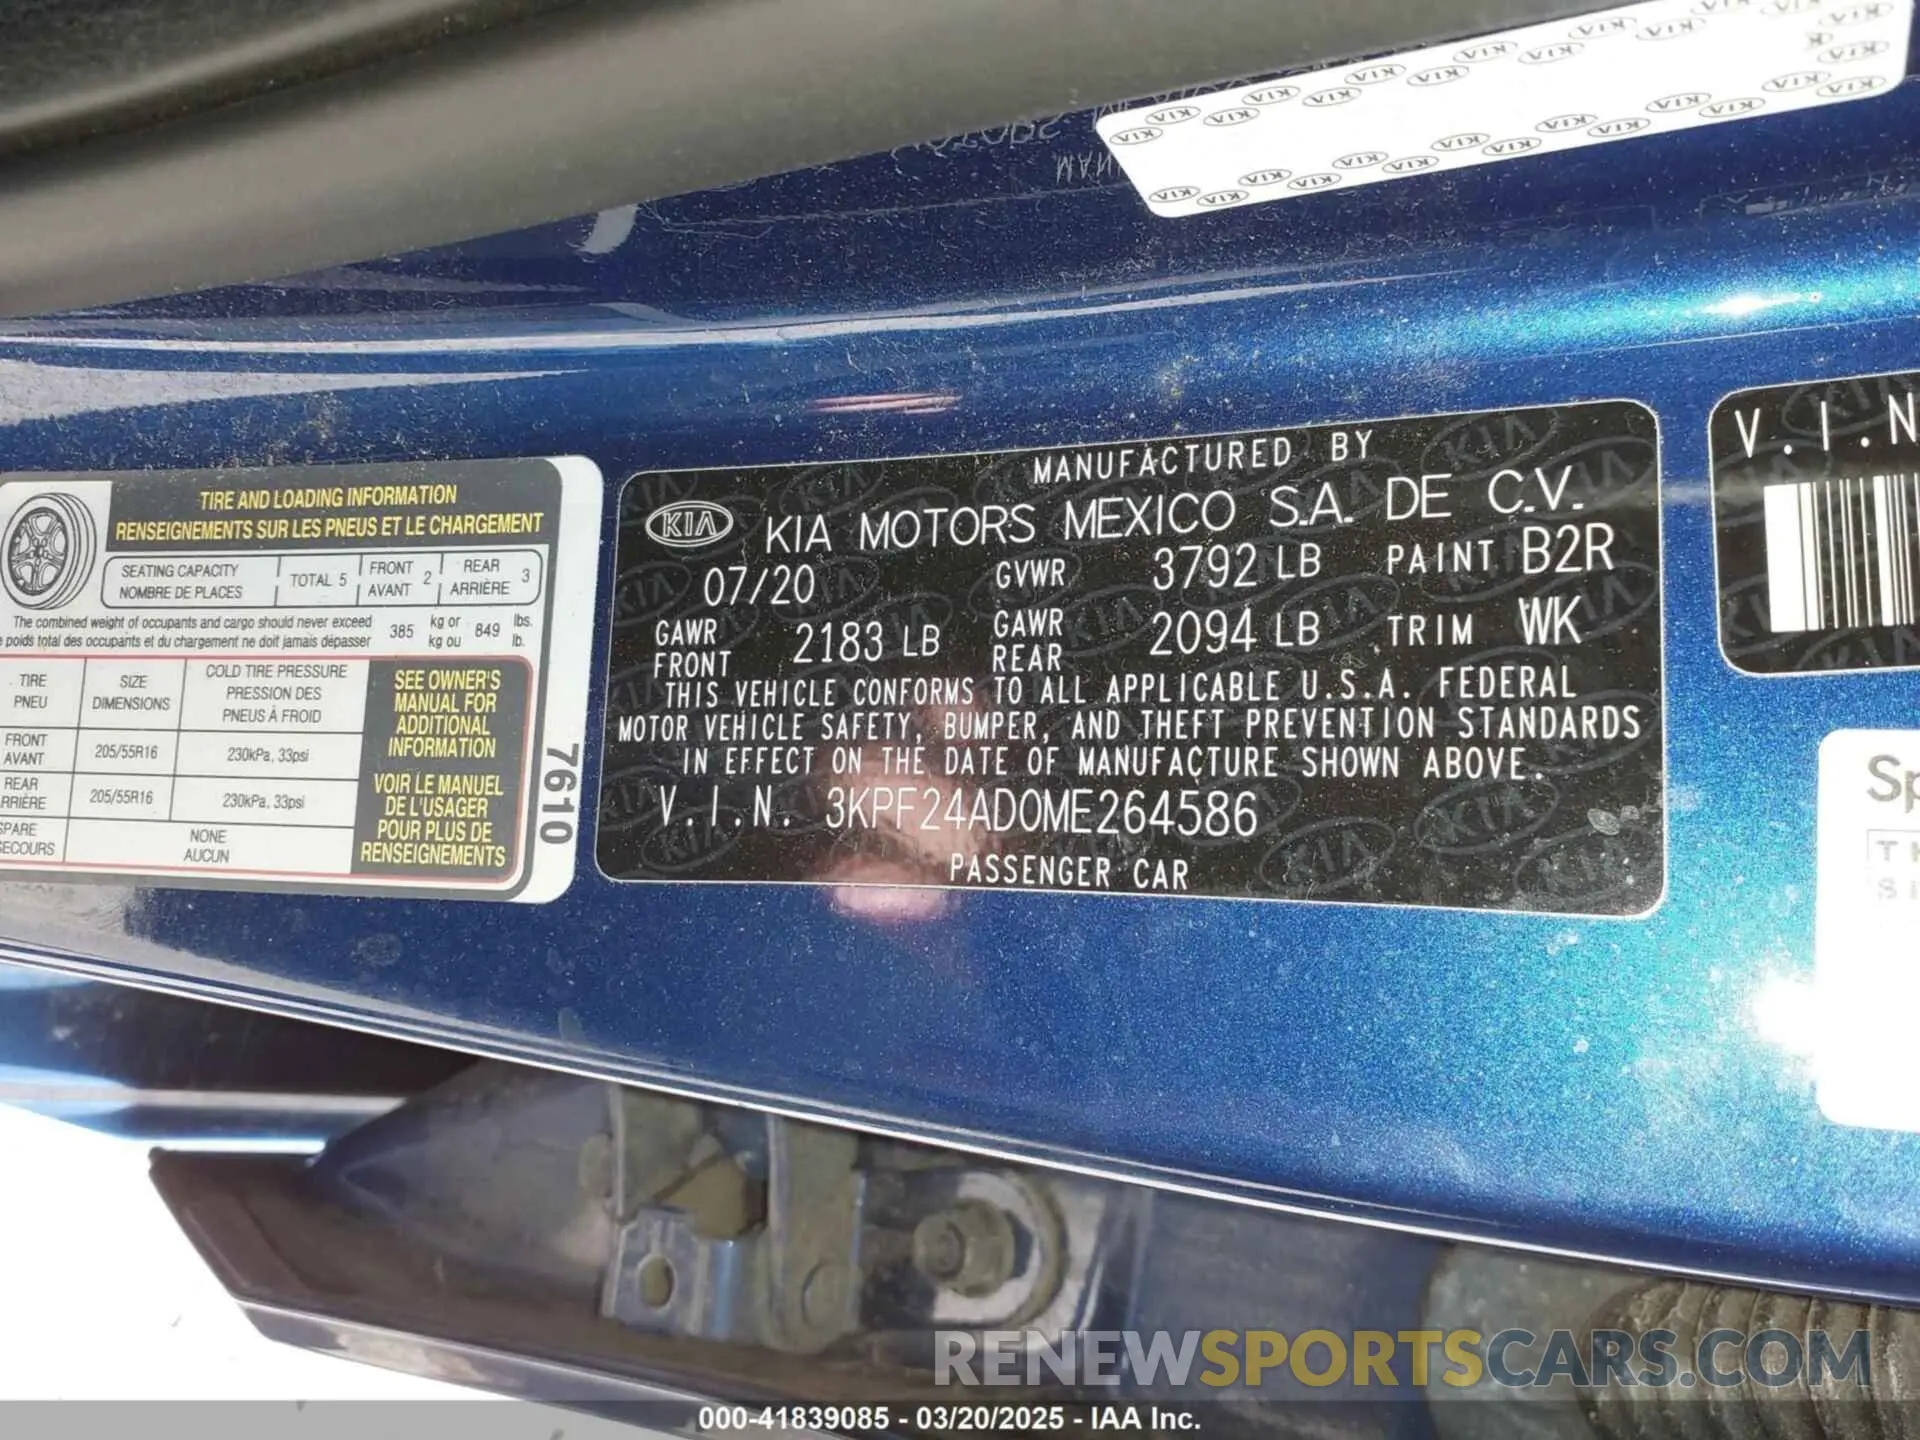 TIRE AND LOADING INFORMATION
RENSEIGNEMENTS SUR LES PNEUS ET LE CHARGEMENT
SEATING CAPACITY
NOMBRE DE PLACES
TOTAL 5
FRONT
AVANT
2
REAR
ARRIÈRE
3
The combined weight of occupants and cargo should never exceed
poids total des occupants et du chargement ne doit jamais dépasser
385
kg or
kg ou
849
lbs.
lb.
TIRE
PNEU
SIZE
DIMENSIONS
COLD TIRE PRESSURE
PRESSION DES
PNEUS À FROID
FRONT
AVANT
205/55R16
230kPa, 33psi
REAR
RRIÈRE
205/55R16
230kPa, 33psi
SPARE
SECOURS
NONE
AUCUN
SEE OWNER'S
MANUAL FOR
ADDITIONAL
INFORMATION
VOIR LE MANUEL
DE L'USAGER
POUR PLUS DE
RENSEIGNEMENTS
7610
MANUFACTURED BY
KIA KIA MOTORS MEXICO S.A. DE C.V.
07/20 GVWR 3792 LB PAINT B2R
GAWR FRONT 2183 LB GAWR REAR 2094 LB TRIM WK
THIS VEHICLE CONFORMS TO ALL APPLICABLE U.S.A. FEDERAL
MOTOR VEHICLE SAFETY, BUMPER, AND THEFT PREVENTION STANDARDS
IN EFFECT ON THE DATE OF MANUFACTURE SHOWN ABOVE.
V.I.N. 3KPF24AD0ME264586
PASSENGER CAR
V.I.N
Sp
RENEWSPORTSCARS.COM
000-41839085 - 03/20/2025 - IAA Inc.